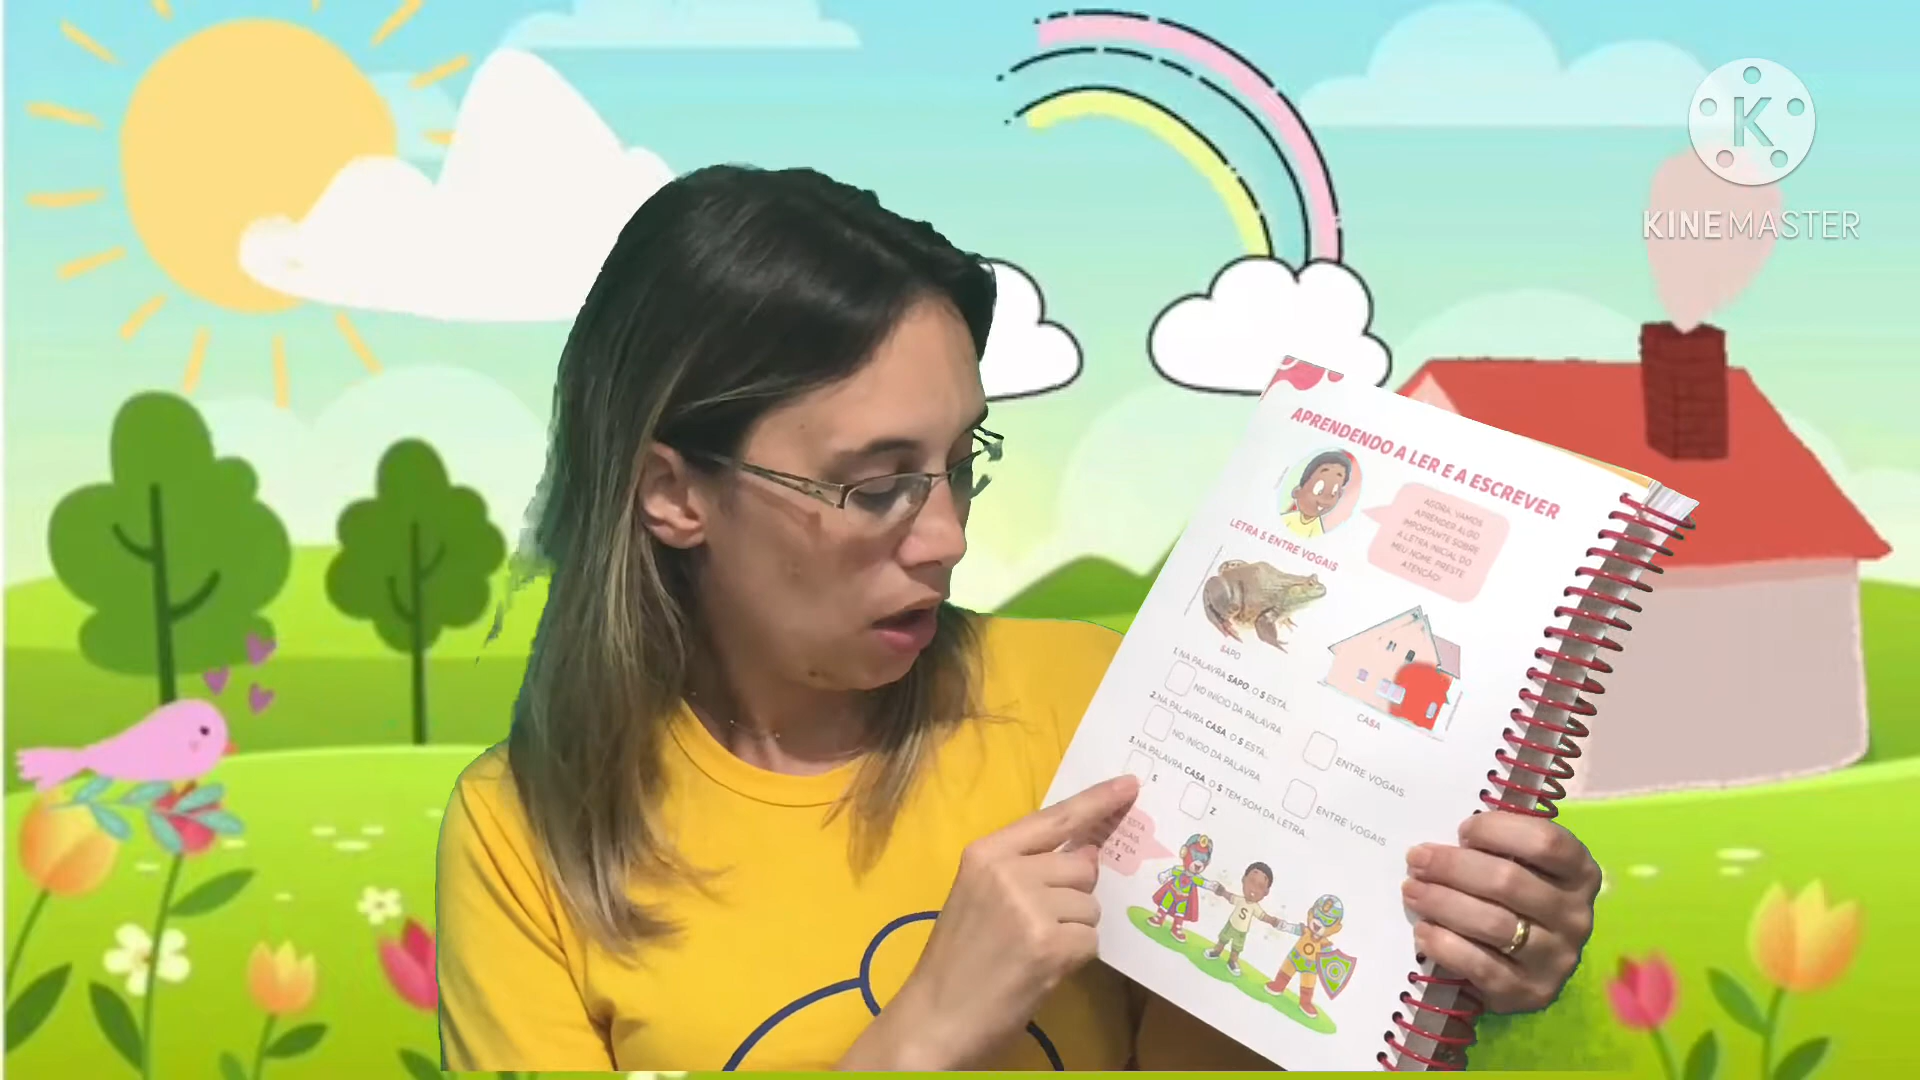 KINEMASTER
APRENDENDO A LER E A ESCREVER
AGORA, VAMOS
APRENDER ALGO
IMPORTANTE SOBRE
A LETRA INICIAL DO
MEU NOME. PRESTE
ATENÇÃO!
LETRA S ENTRE VOGAIS
SAPO
CASA
1. NA PALAVRA SAPO, O S ESTÁ...
NO INÍCIO DA PALAVRA.
ENTRE VOGAIS.
2. NA PALAVRA CASA, O S ESTÁ...
NO INÍCIO DA PALAVRA.
ENTRE VOGAIS.
3. NA PALAVRA CASA, O S TEM SOM DA LETRA...
S
Z
S TEM
DE Z
S
O